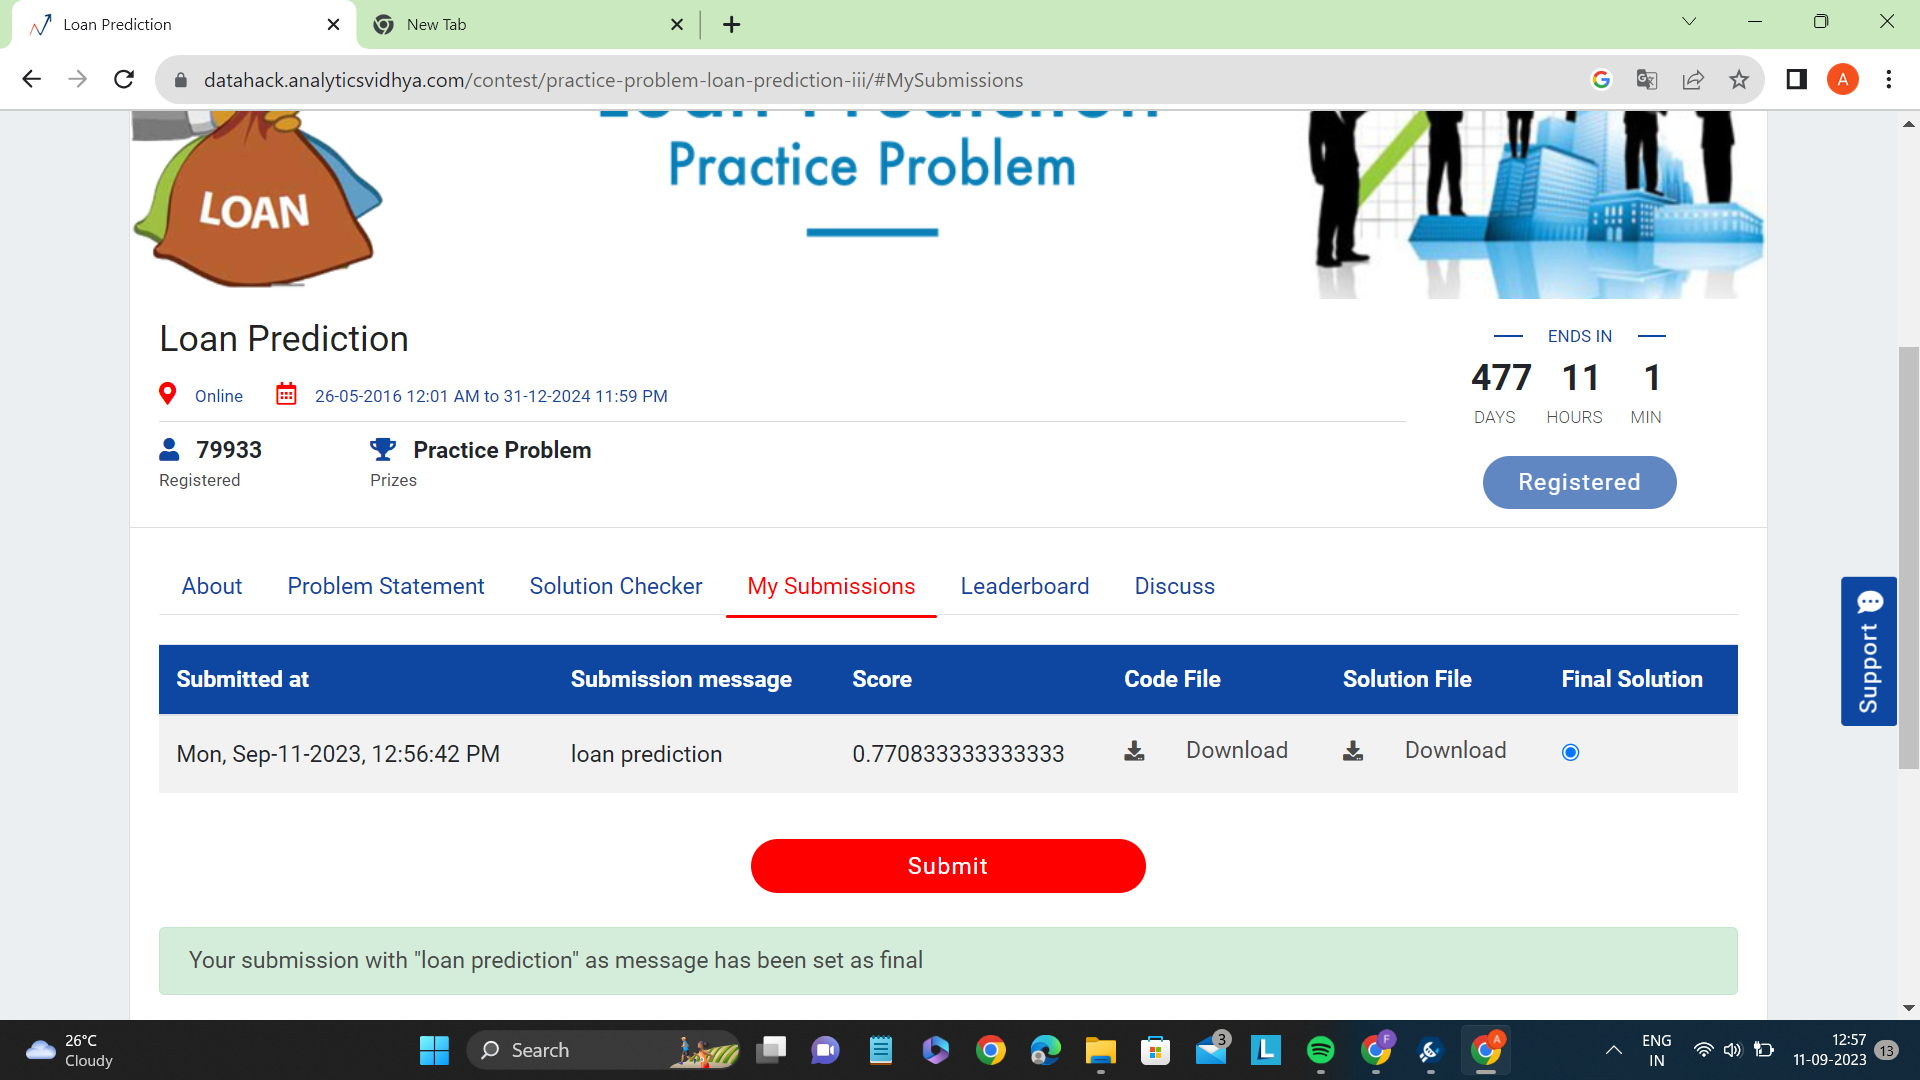 Loan Prediction
New Tab
datahack.analyticsvidhya.com/contest/practice-problem-loan-prediction-iii/#MySubmissions
A
Loan Prediction
Practice Problem
LOAN
Loan Prediction
ENDS IN
477 11 1
DAYS HOURS MIN
Online 26-05-2016 12:01 AM to 31-12-2024 11:59 PM
79933 Practice Problem
Registered Prizes
Registered
About Problem Statement Solution Checker My Submissions Leaderboard Discuss
Support
Submitted at Submission message Score Code File Solution File Final Solution
Mon, Sep-11-2023, 12:56:42 PM loan prediction 0.770833333333333 Download Download
Submit
Your submission with "loan prediction" as message has been set as final
26°C
Cloudy
Search
3
L
F
A
ENG
IN
12:57
11-09-2023
13